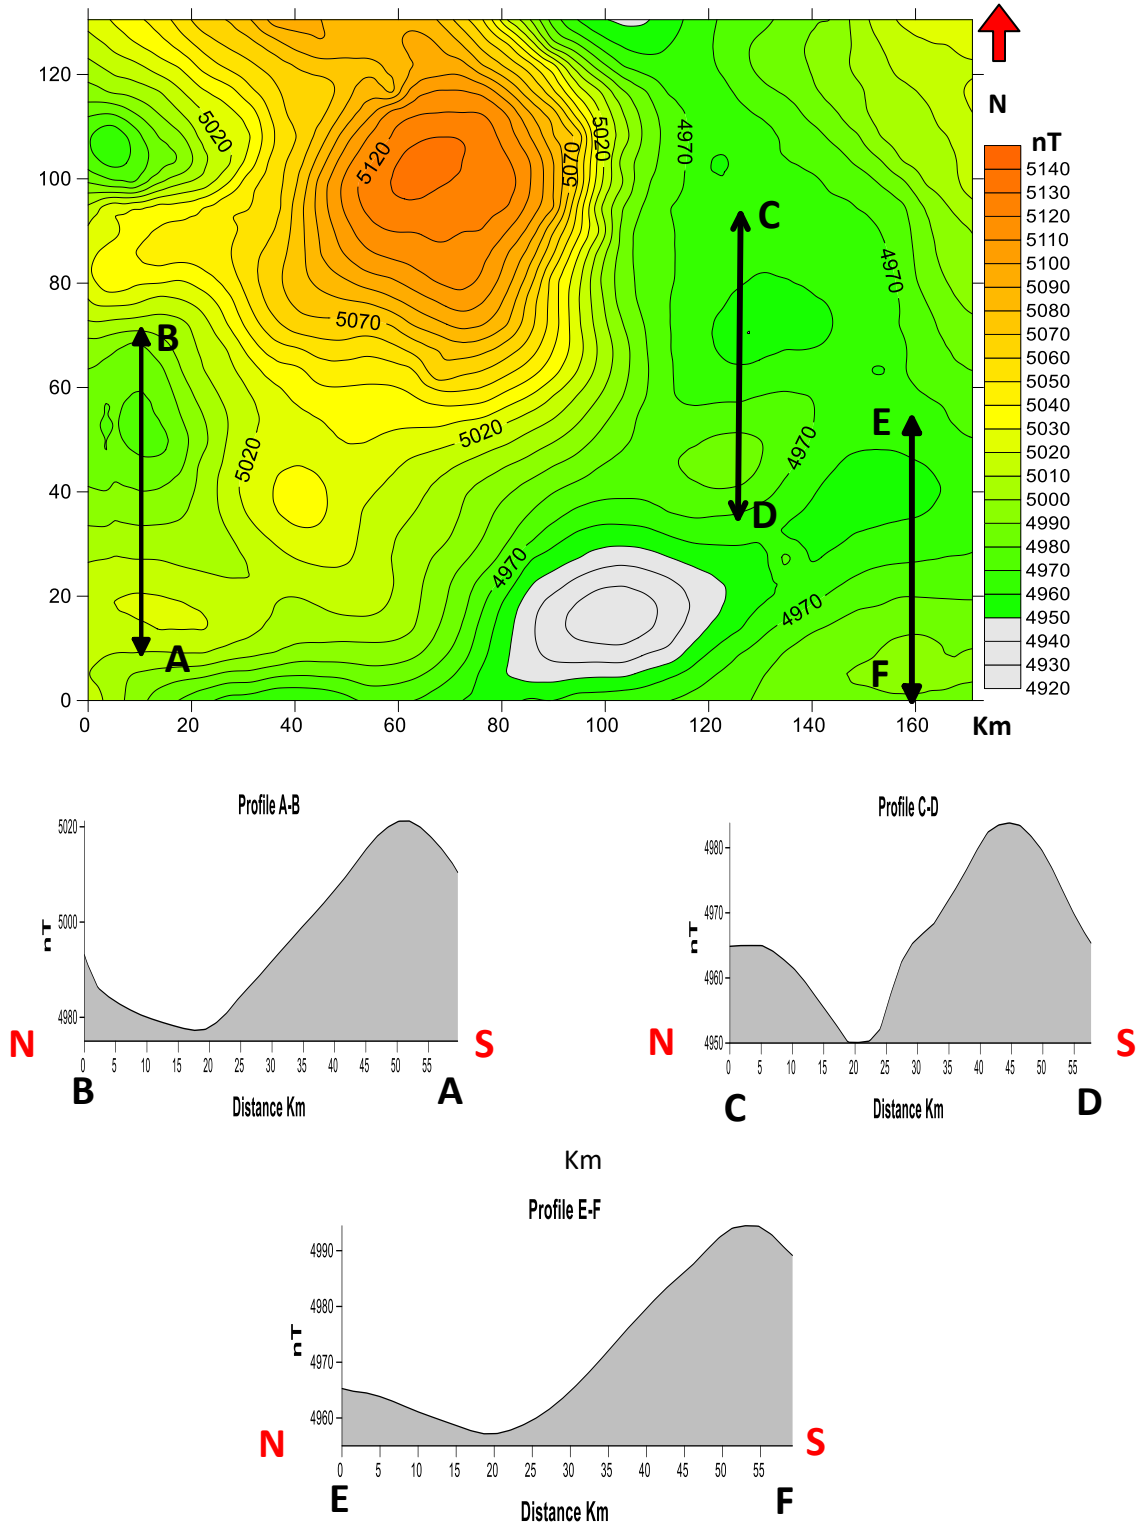 120
100
80
60
40
20
0
0
20
40
60
80
100
120
140
160
Km
5020
5120
5070
5020
4970
4970
5070
5020
5020
4970
4970
4970
A
B
C
D
E
F
N
nT
5140
5130
5120
5110
5100
5090
5080
5070
5060
5050
5040
5030
5020
5010
5000
4990
4980
4970
4960
4950
4940
4930
4920
Profile A-B
5020
5000
4980
nT
N
S
0 5 10 15 20 25 30 35 40 45 50 55
B
A
Distance Km
Profile C-D
4980
4970
4960
4950
nT
N
S
0 5 10 15 20 25 30 35 40 45 50 55
C
D
Distance Km
Km
Profile E-F
4990
4980
4970
4960
nT
N
S
0 5 10 15 20 25 30 35 40 45 50 55
E
F
Distance Km